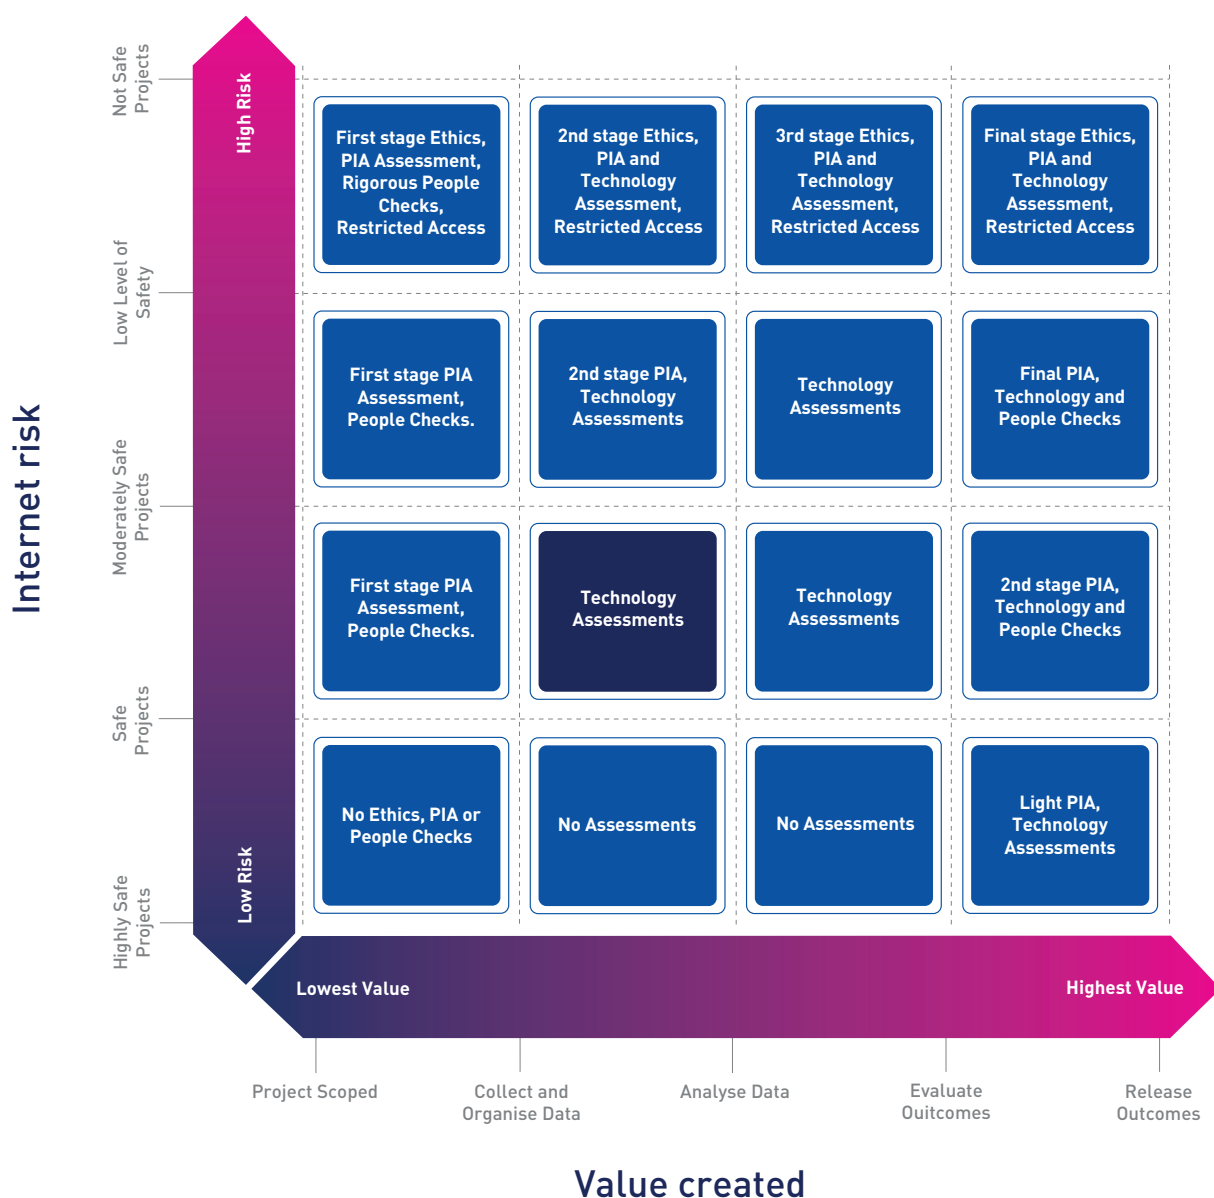 Not Safe
Projects
High Risk
First stage Ethics,
PIA Assessment,
Rigorous People
Checks,
Restricted Access
2nd stage Ethics,
PIA and
Technology
Assessment,
Restricted Access
3rd stage Ethics,
PIA and
Technology
Assessment,
Restricted Access
Final stage Ethics,
PIA and
Technology
Assessment,
Restricted Access
Low Level of
Safety
First stage PIA
Assessment,
People Checks.
2nd stage PIA,
Technology
Assessments
Technology
Assessments
Final PIA,
Technology and
People Checks
Internet risk
Moderately Safe
Projects
First stage PIA
Assessment,
People Checks.
Technology
Assessments
Technology
Assessments
2nd stage PIA,
Technology and
People Checks
Safe
Projects
No Ethics, PIA or
People Checks
No Assessments
No Assessments
Light PIA,
Technology
Assessments
Low Risk
Highly Safe
Projects
Lowest Value
Highest Value
Project Scoped
Collect and
Organise Data
Analyse Data
Evaluate
Ouitcomes
Release
Outcomes
Value created